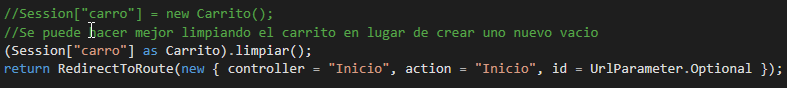 //Session["carro"] = new Carrito();
//Se puede hacer mejor limpiando el carrito en lugar de crear uno nuevo vacio
(Session["carro"] as Carrito).limpiar();
return RedirectToRoute(new { controller = "Inicio", action = "Inicio", id = UrlParameter.Optional });